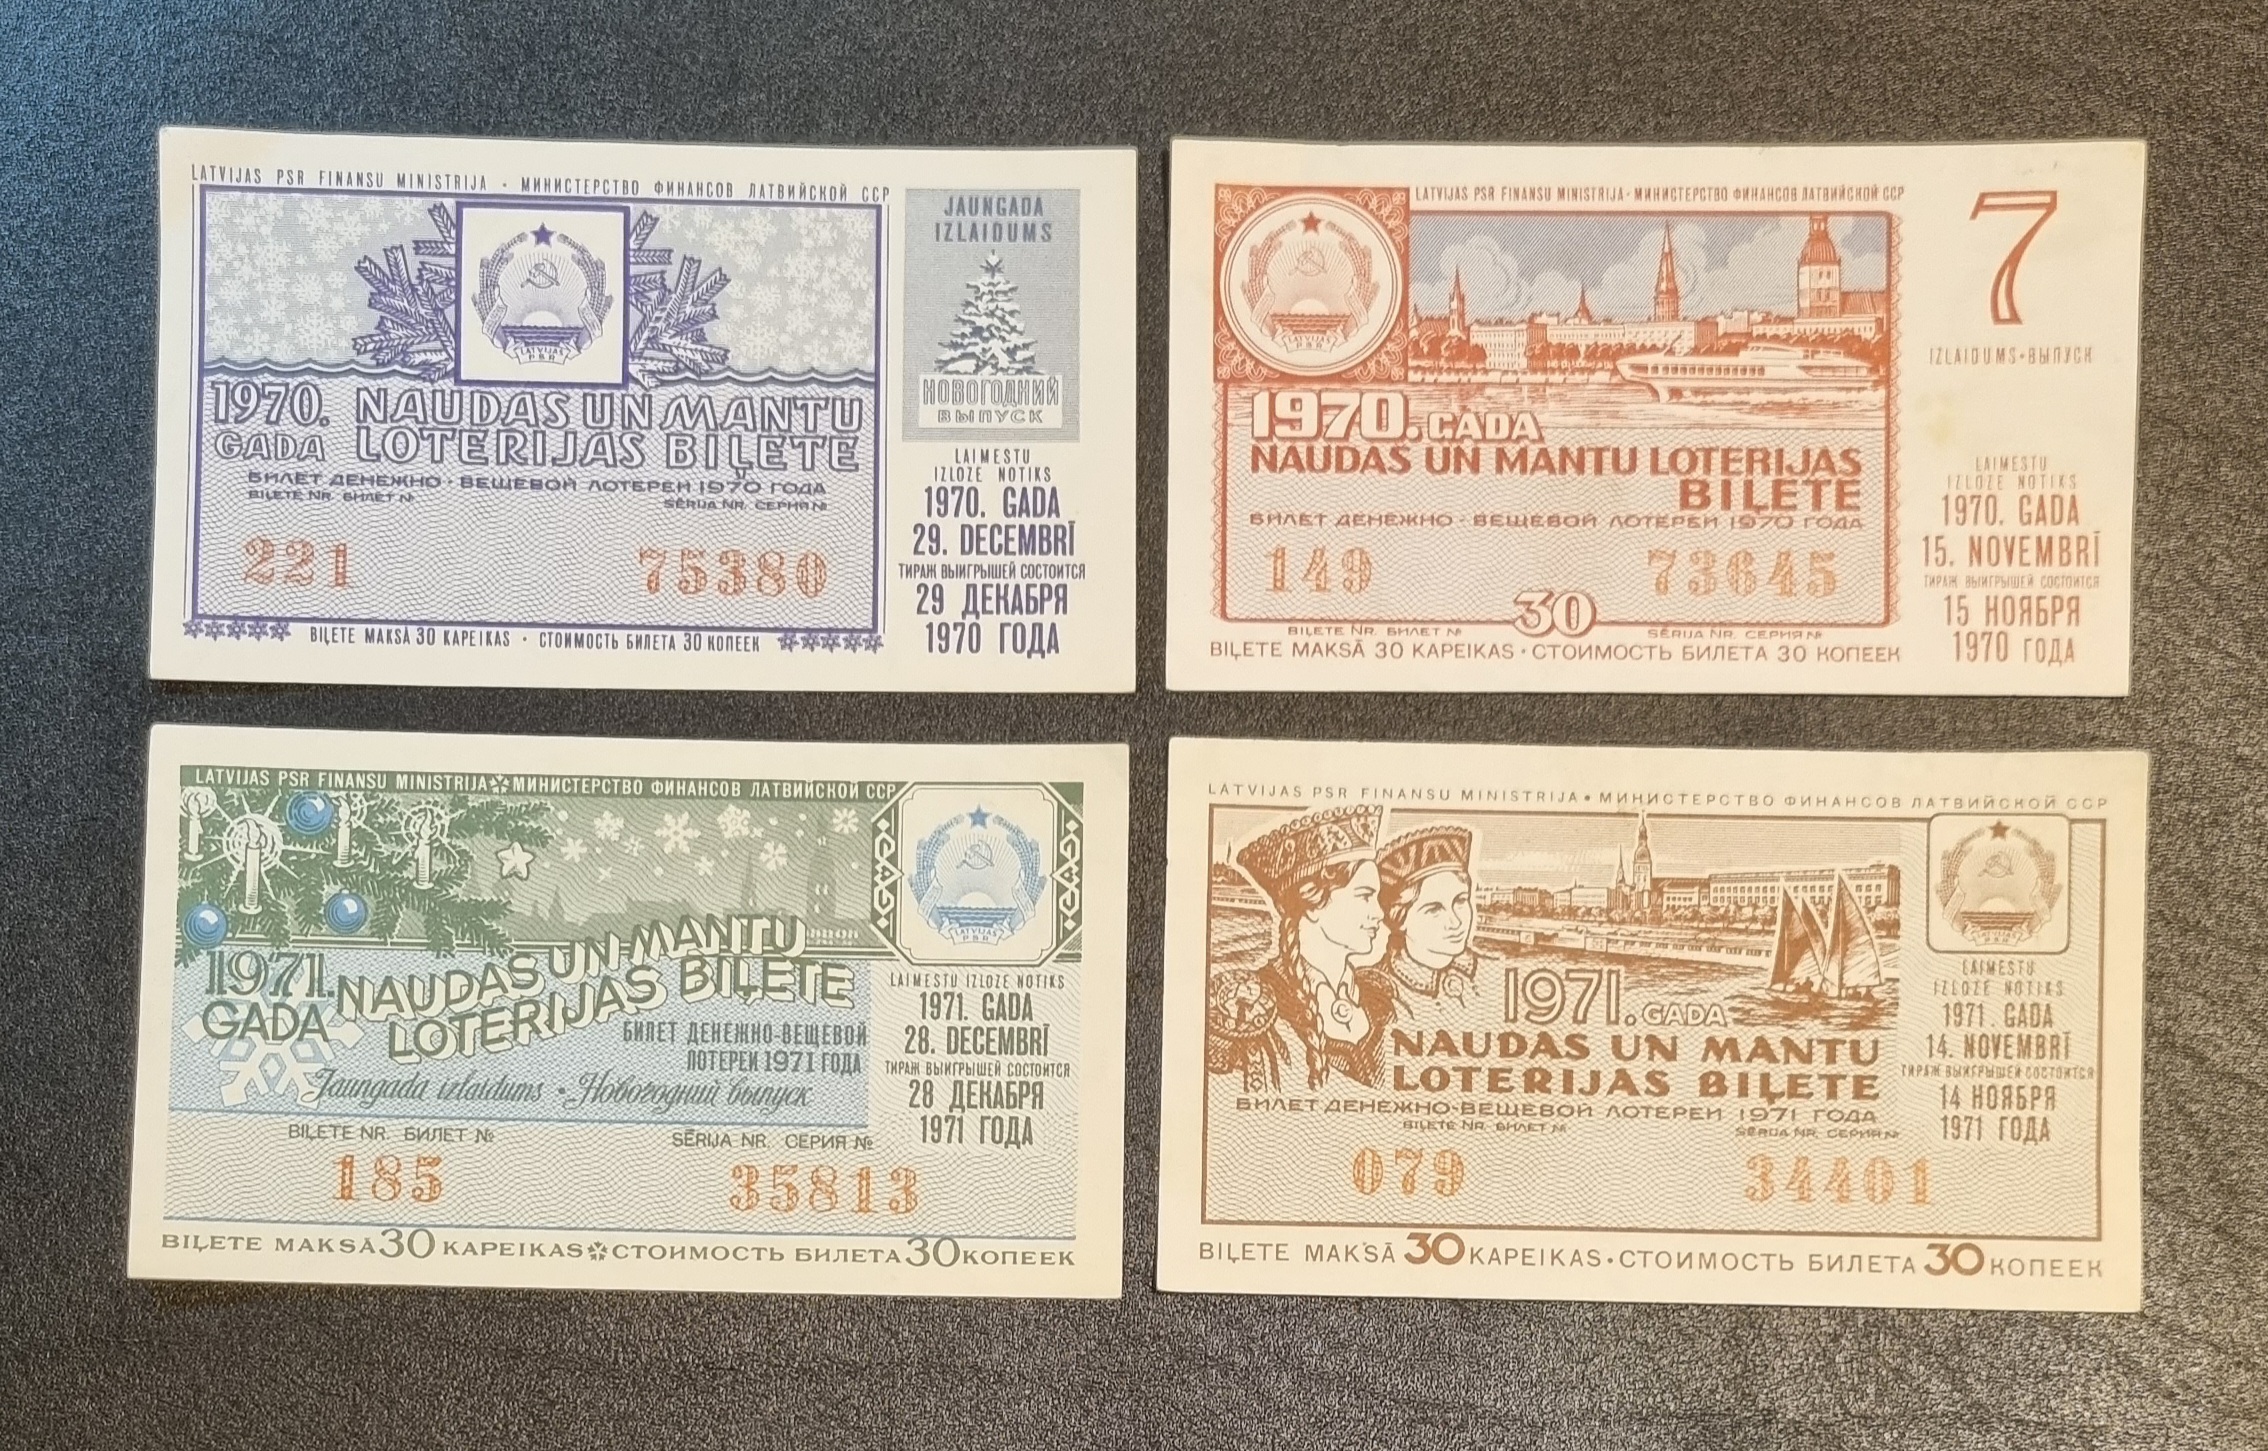 LATVIJAS PSR FINANSU MINISTRIJA • МИНИСТЕРСТВО ФИНАНСОВ ЛАТВИЙСКОЙ ССР
LATVIJAS
PSR
1970. NAUDAS UN MANTU
GADA LOTERIJAS BIĻETE
БИЛЕТ ДЕНЕЖНО-ВЕЩЕВОЙ ЛОТЕРЕИ 1970 ГОДА
BIĻETE NR. БИЛЕТ № SĒRIJA NR. СЕРИЯ №
221 75380
BIĻETE MAKSĀ 30 KAPEIKAS • СТОИМОСТЬ БИЛЕТА 30 КОПЕЕК
JAUNGADA
IZLAIDUMS
НОВОГОДНИЙ
ВЫПУСК
LAIMESTU
IZLOZE NOTIKS
1970. GADA
29. DECEMBRĪ
ТИРАЖ ВЫИГРЫШЕЙ СОСТОИТСЯ
29 ДЕКАБРЯ
1970 ГОДА
LATVIJAS PSR FINANSU MINISTRIJA • МИНИСТЕРСТВО ФИНАНСОВ ЛАТВИЙСКОЙ ССР
LATVIJAS
PSR
1970. GADA
NAUDAS UN MANTU LOTERIJAS
BIĻETE
БИЛЕТ ДЕНЕЖНО-ВЕЩЕВОЙ ЛОТЕРЕИ 1970 ГОДА
149 73645
30
BIĻETE NR. БИЛЕТ № SĒRIJA NR. СЕРИЯ №
BIĻETE MAKSĀ 30 KAPEIKAS • СТОИМОСТЬ БИЛЕТА 30 КОПЕЕК
7
IZLAIDUMS • ВЫПУСК
LAIMESTU
IZLOZE NOTIKS
1970. GADA
15. NOVEMBRĪ
ТИРАЖ ВЫИГРЫШЕЙ СОСТОИТСЯ
15 НОЯБРЯ
1970 ГОДА
LATVIJAS PSR FINANSU MINISTRIJA МИНИСТЕРСТВО ФИНАНСОВ ЛАТВИЙСКОЙ ССР
LATVIJAS
PSR
1971. NAUDAS UN MANTU
GADA LOTERIJAS BIĻETE
БИЛЕТ ДЕНЕЖНО-ВЕЩЕВОЙ
ЛОТЕРЕИ 1971 ГОДА
Jaungada izlaidums • Новогодний выпуск
BIĻETE NR. БИЛЕТ № SĒRIJA NR. СЕРИЯ №
185 35813
BIĻETE MAKSĀ 30 KAPEIKAS СТОИМОСТЬ БИЛЕТА 30 КОПЕЕК
LAIMESTU IZLOZE NOTIKS
1971. GADA
28. DECEMBRĪ
ТИРАЖ ВЫИГРЫШЕЙ СОСТОИТСЯ
28 ДЕКАБРЯ
1971 ГОДА
LATVIJAS PSR FINANSU MINISTRIJA • МИНИСТЕРСТВО ФИНАНСОВ ЛАТВИЙСКОЙ ССР
LATVIJAS
PSR
1971. GADA
NAUDAS UN MANTU
LOTERIJAS BIĻETE
БИЛЕТ ДЕНЕЖНО-ВЕЩЕВОЙ ЛОТЕРЕИ 1971 ГОДА
BIĻETE NR. БИЛЕТ № SĒRIJA NR. СЕРИЯ №
079 34401
BIĻETE MAKSĀ 30 KAPEIKAS • СТОИМОСТЬ БИЛЕТА 30 КОПЕЕК
LAIMESTU
IZLOZE NOTIKS
1971. GADA
14. NOVEMBRĪ
ТИРАЖ ВЫИГРЫШЕЙ СОСТОИТСЯ
14 НОЯБРЯ
1971 ГОДА